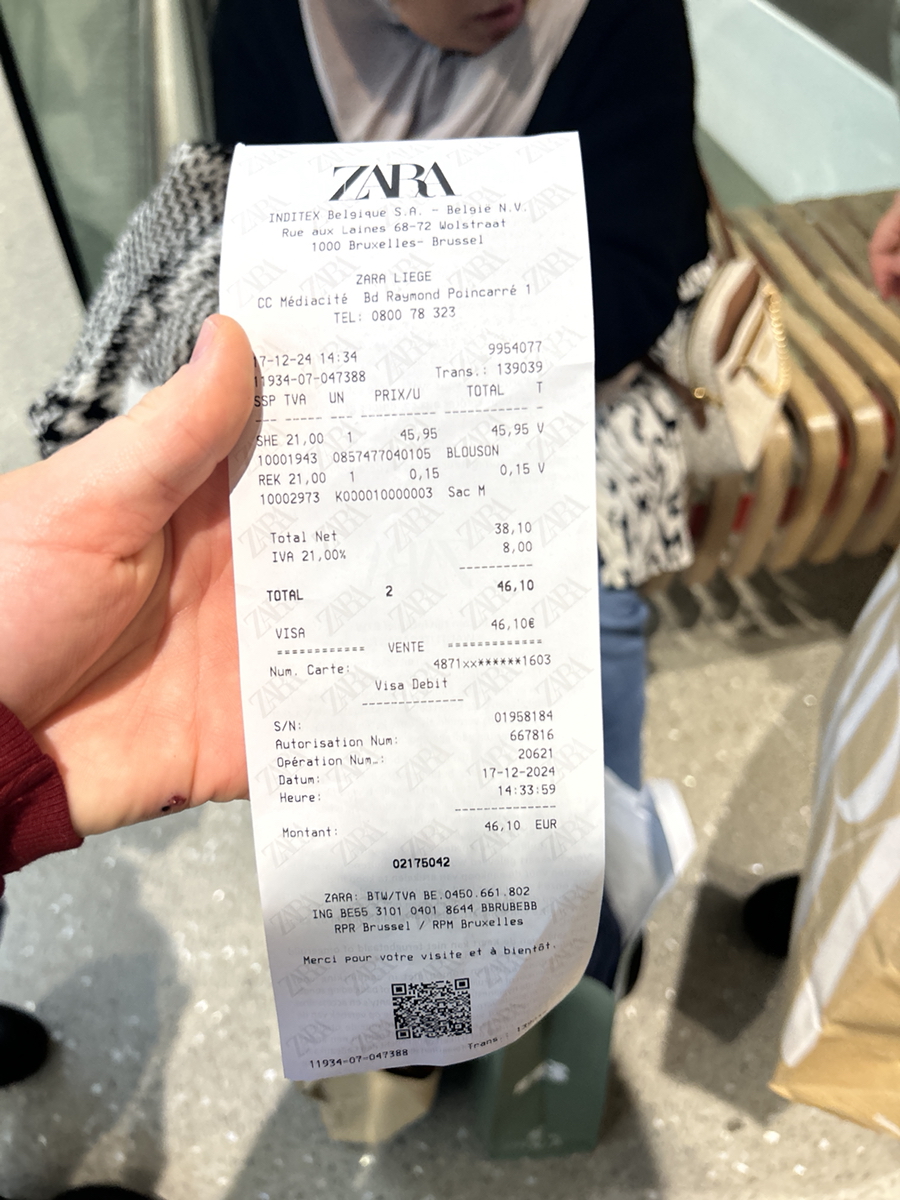 ZARA
INDITEX Belgique S.A. - België N.V.
Rue aux Laines 68-72 Wolstraat
1000 Bruxelles- Brussel
ZARA LIEGE
CC Médiacité Bd Raymond Poincarré 1
TEL: 0800 78 323
17-12-24 14:34 9954077
11934-07-047388 Trans.: 139039
SSP TVA UN PRIX/U TOTAL T
SHE 21,00 1 45,95 45,95 V
10001943 0857477040105 BLOUSON
REK 21,00 1 0,15 0,15 V
10002973 K000010000003 Sac M
Total Net 38,10
IVA 21,00% 8,00
TOTAL 2 46,10
VISA 46,10€
============ VENTE ============
Num. Carte: 4871xx******1603
Visa Debit
S/N: 01958184
Autorisation Num: 667816
Opération Num.: 20621
Datum: 17-12-2024
Heure: 14:33:59
Montant: 46,10 EUR
02175042
ZARA: BTW/TVA BE.0450.661.802
ING BE55 3101 0401 8644 BBRUBEBB
RPR Brussel / RPM Bruxelles
Merci pour votre visite et à bientôt.
11934-07-047388 Trans.: